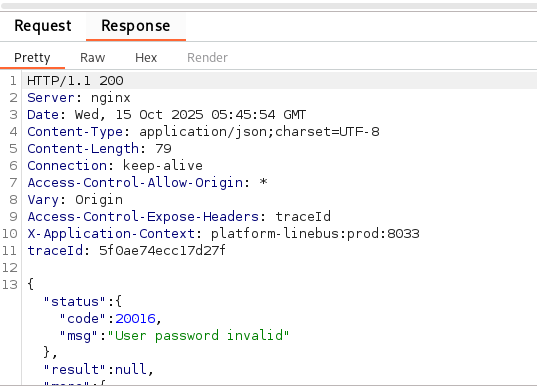 Request Response
Pretty Raw Hex Render
1 HTTP/1.1 200
2 Server: nginx
3 Date: Wed, 15 Oct 2025 05:45:54 GMT
4 Content-Type: application/json;charset=UTF-8
5 Content-Length: 79
6 Connection: keep-alive
7 Access-Control-Allow-Origin: *
8 Vary: Origin
9 Access-Control-Expose-Headers: traceId
10 X-Application-Context: platform-linebus:prod:8033
11 traceId: 5f0ae74ecc17d27f
12
13 {
"status":{
"code":20016,
"msg":"User password invalid"
},
"result":null,